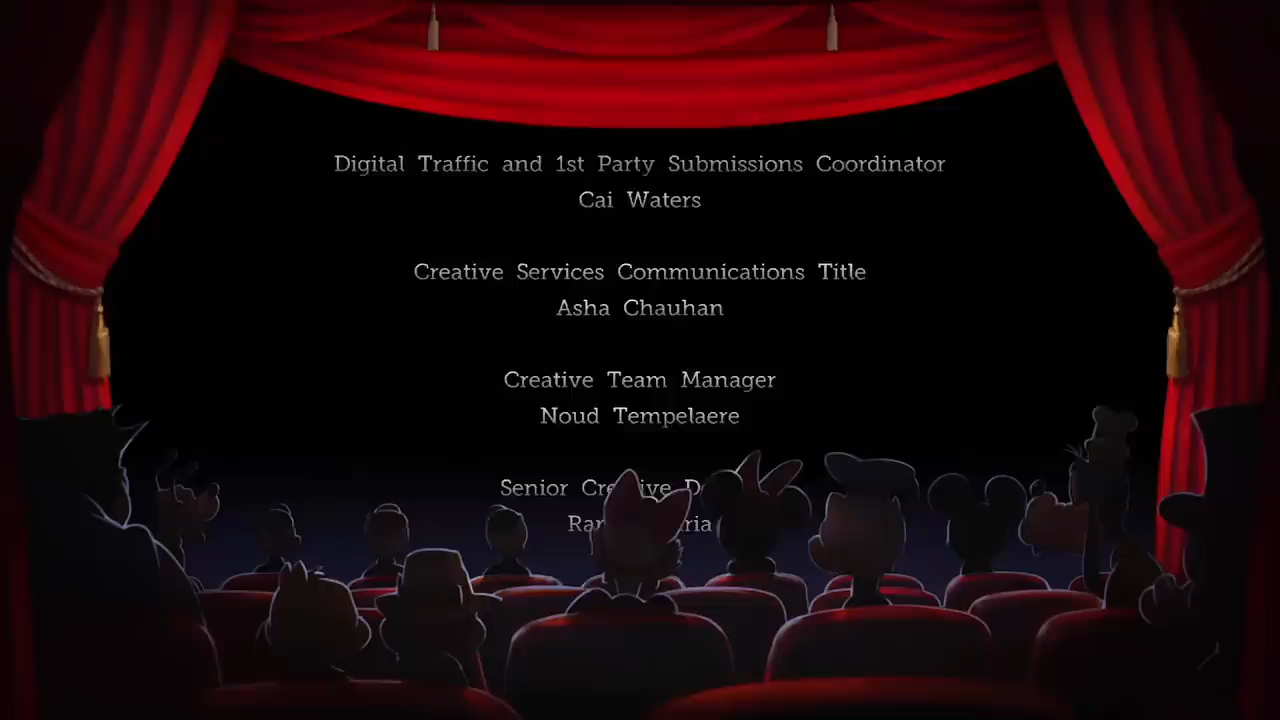 Digital Traffic and 1st Party Submissions Coordinator
Cai Waters
Creative Services Communications Title
Asha Chauhan
Creative Team Manager
Noud Tempelaere
Senior